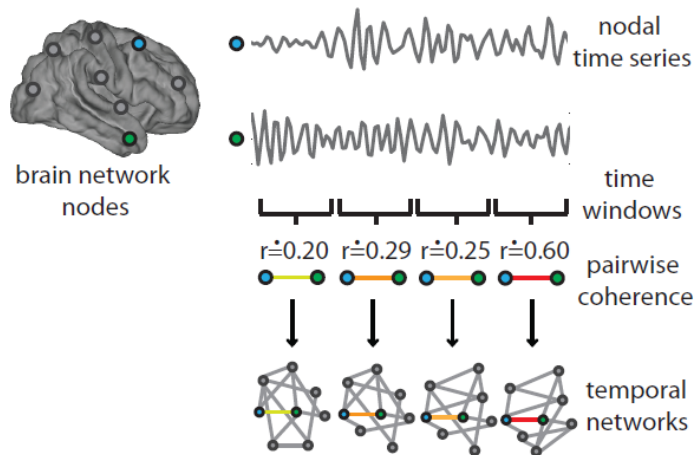 nodal
time series
brain network
nodes
time
windows
r=0.20 r=0.29 r=0.25 r=0.60
pairwise
coherence
temporal
networks